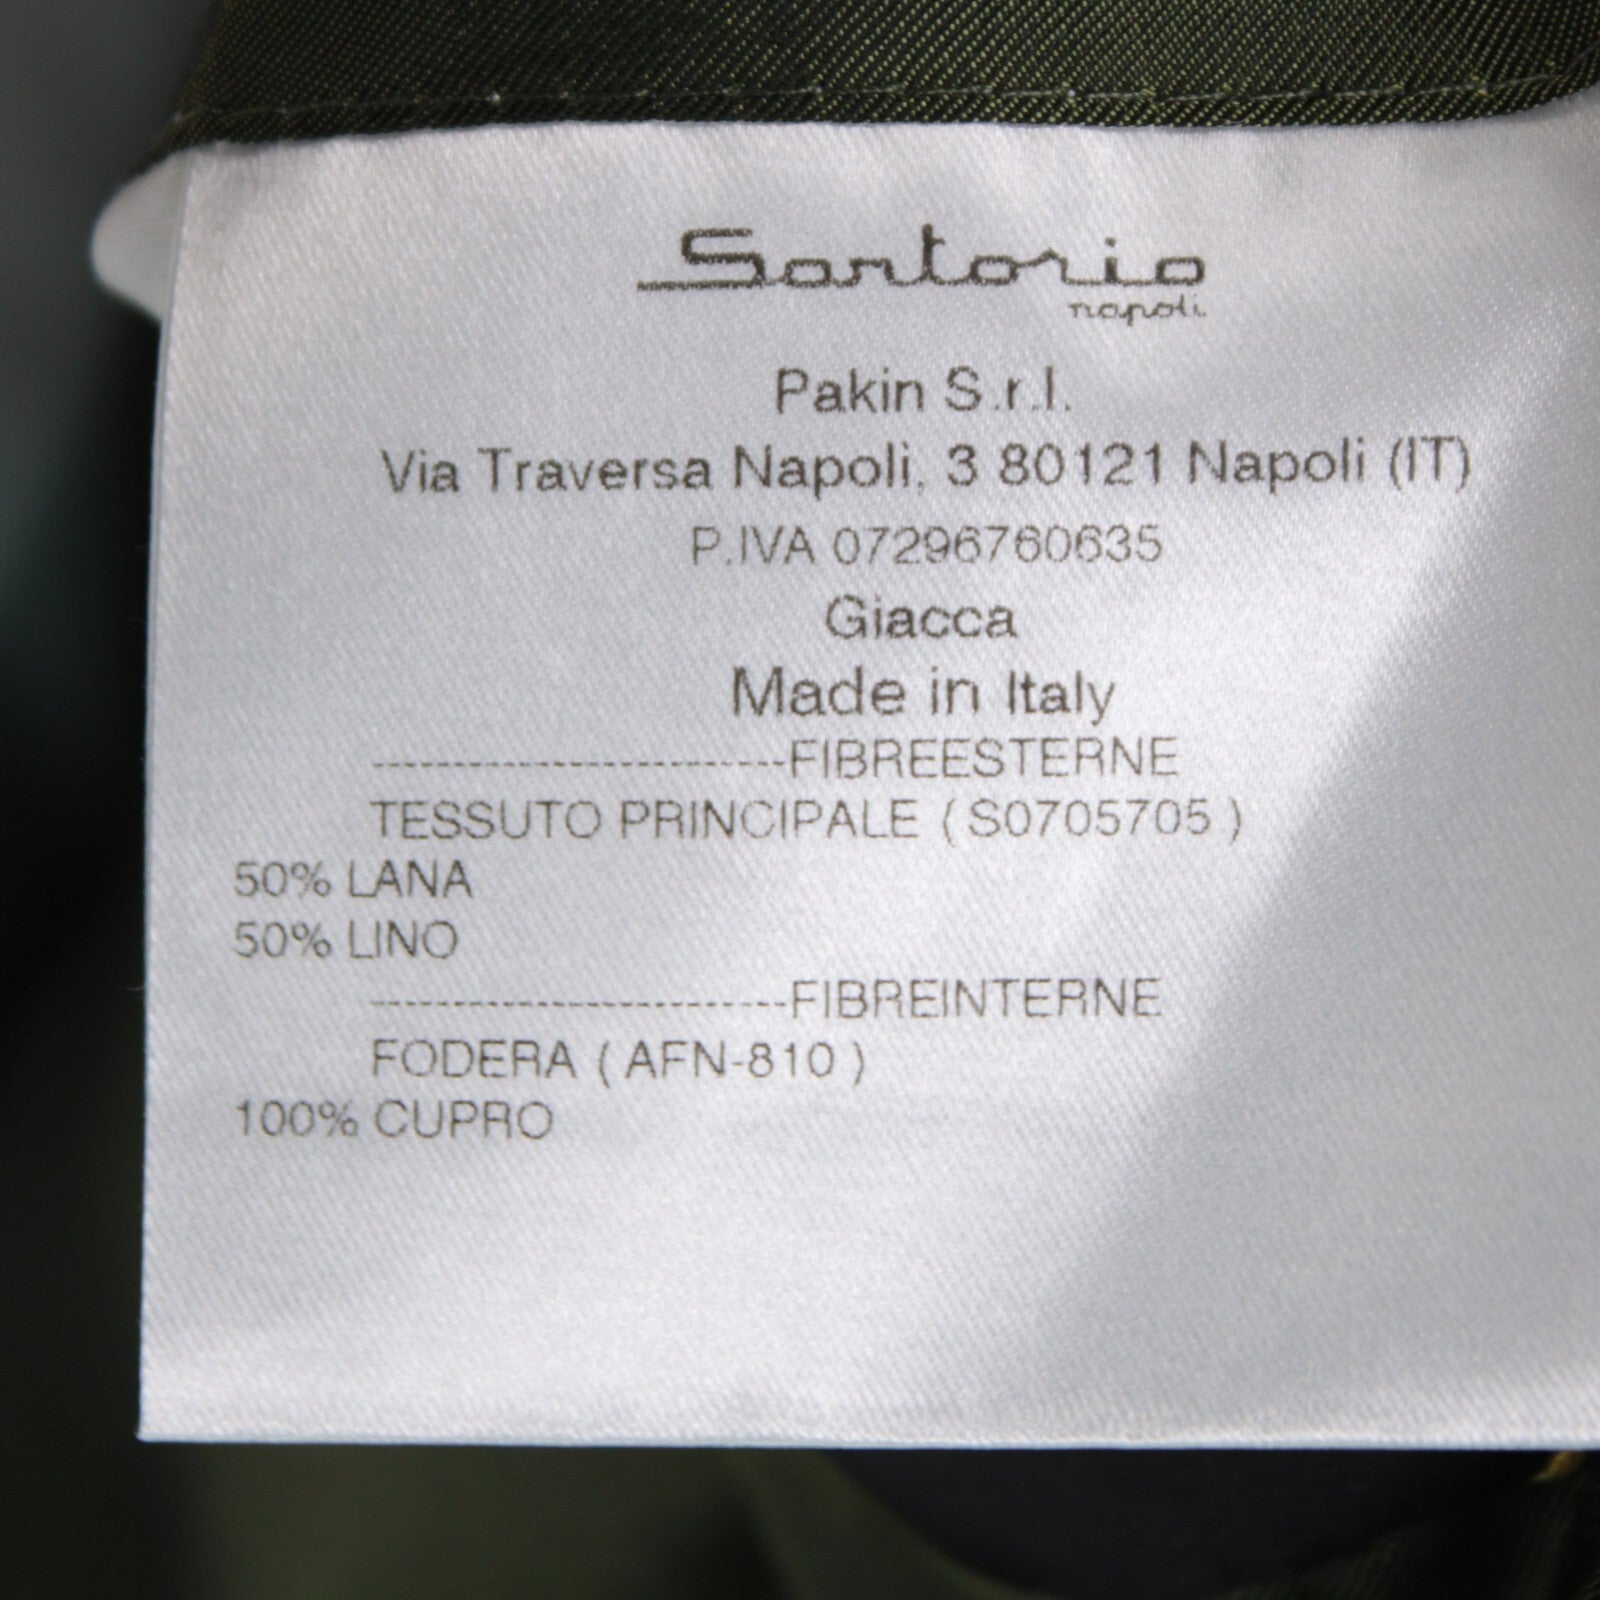 Sartorio
napoli
Pakin S.r.l.
Via Traversa Napoli, 3 80121 Napoli (IT)
P.IVA 07296760635
Giacca
Made in Italy
-------------------------FIBREESTERNE
TESSUTO PRINCIPALE ( S0705705 )
50% LANA
50% LINO
-------------------------FIBREINTERNE
FODERA ( AFN-810 )
100% CUPRO